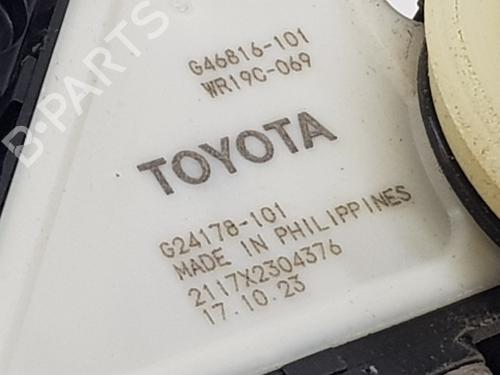 G46816-101
WR19C-069
TOYOTA
G24178-101
MADE IN PHILIPPINES
2117X2304376
17.10.23
B-PARTS